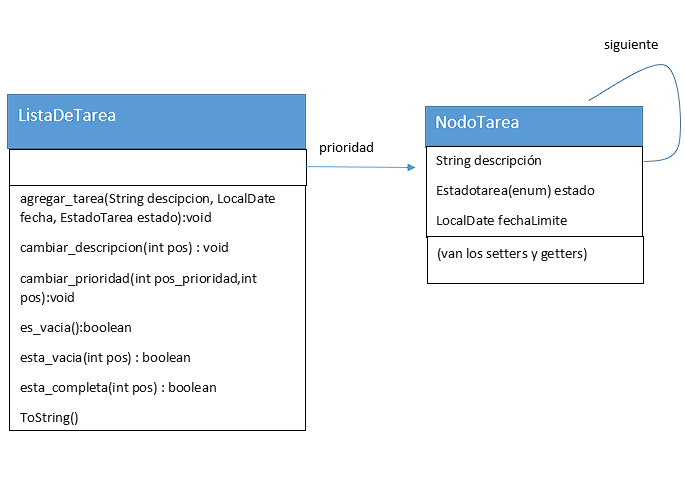 siguiente
ListaDeTarea
prioridad
NodoTarea
String descripción
Estadotarea(enum) estado
LocalDate fechaLimite
(van los setters y getters)
agregar_tarea(String descipcion, LocalDate
fecha, EstadoTarea estado):void
cambiar_descripcion(int pos) : void
cambiar_prioridad(int pos_prioridad,int
pos):void
es_vacia():boolean
esta_vacia(int pos) : boolean
esta_completa(int pos) : boolean
ToString()